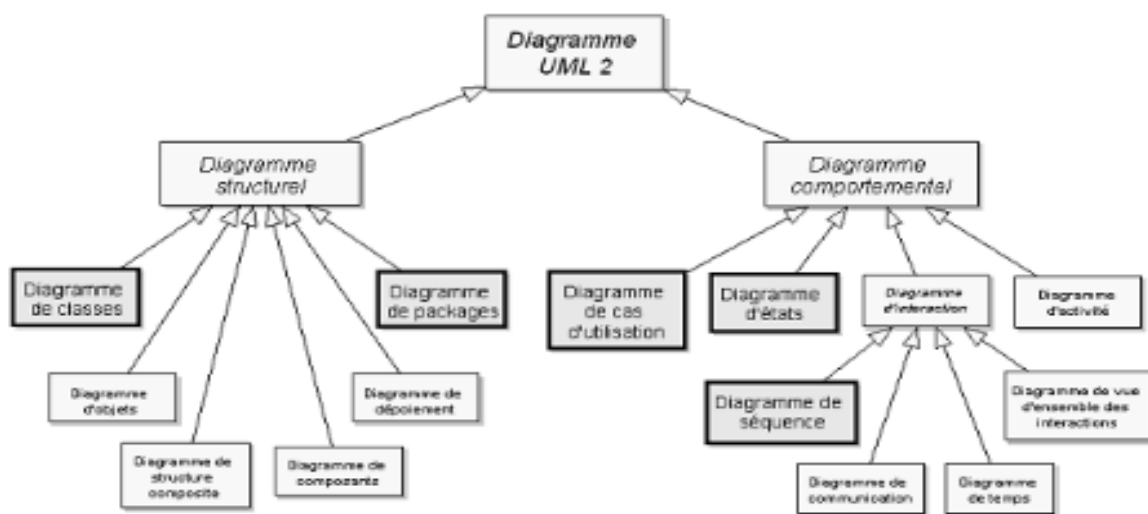 Diagramme
UML 2
Diagramme
structurel
Diagramme
comportemental
Diagramme
de classes
Diagramme
de packages
Diagramme
de cas
d'utilisation
Diagramme
d'états
Diagramme
d'interaction
Diagramme
d'activité
Diagramme
d'objets
Diagramme de
dépoiement
Diagramme de
séquence
Diagramme de vue
d'ensemble des
interactions
Diagramme de
structure
composite
Diagramme de
composants
Diagramme de
communication
Diagramme
de temps